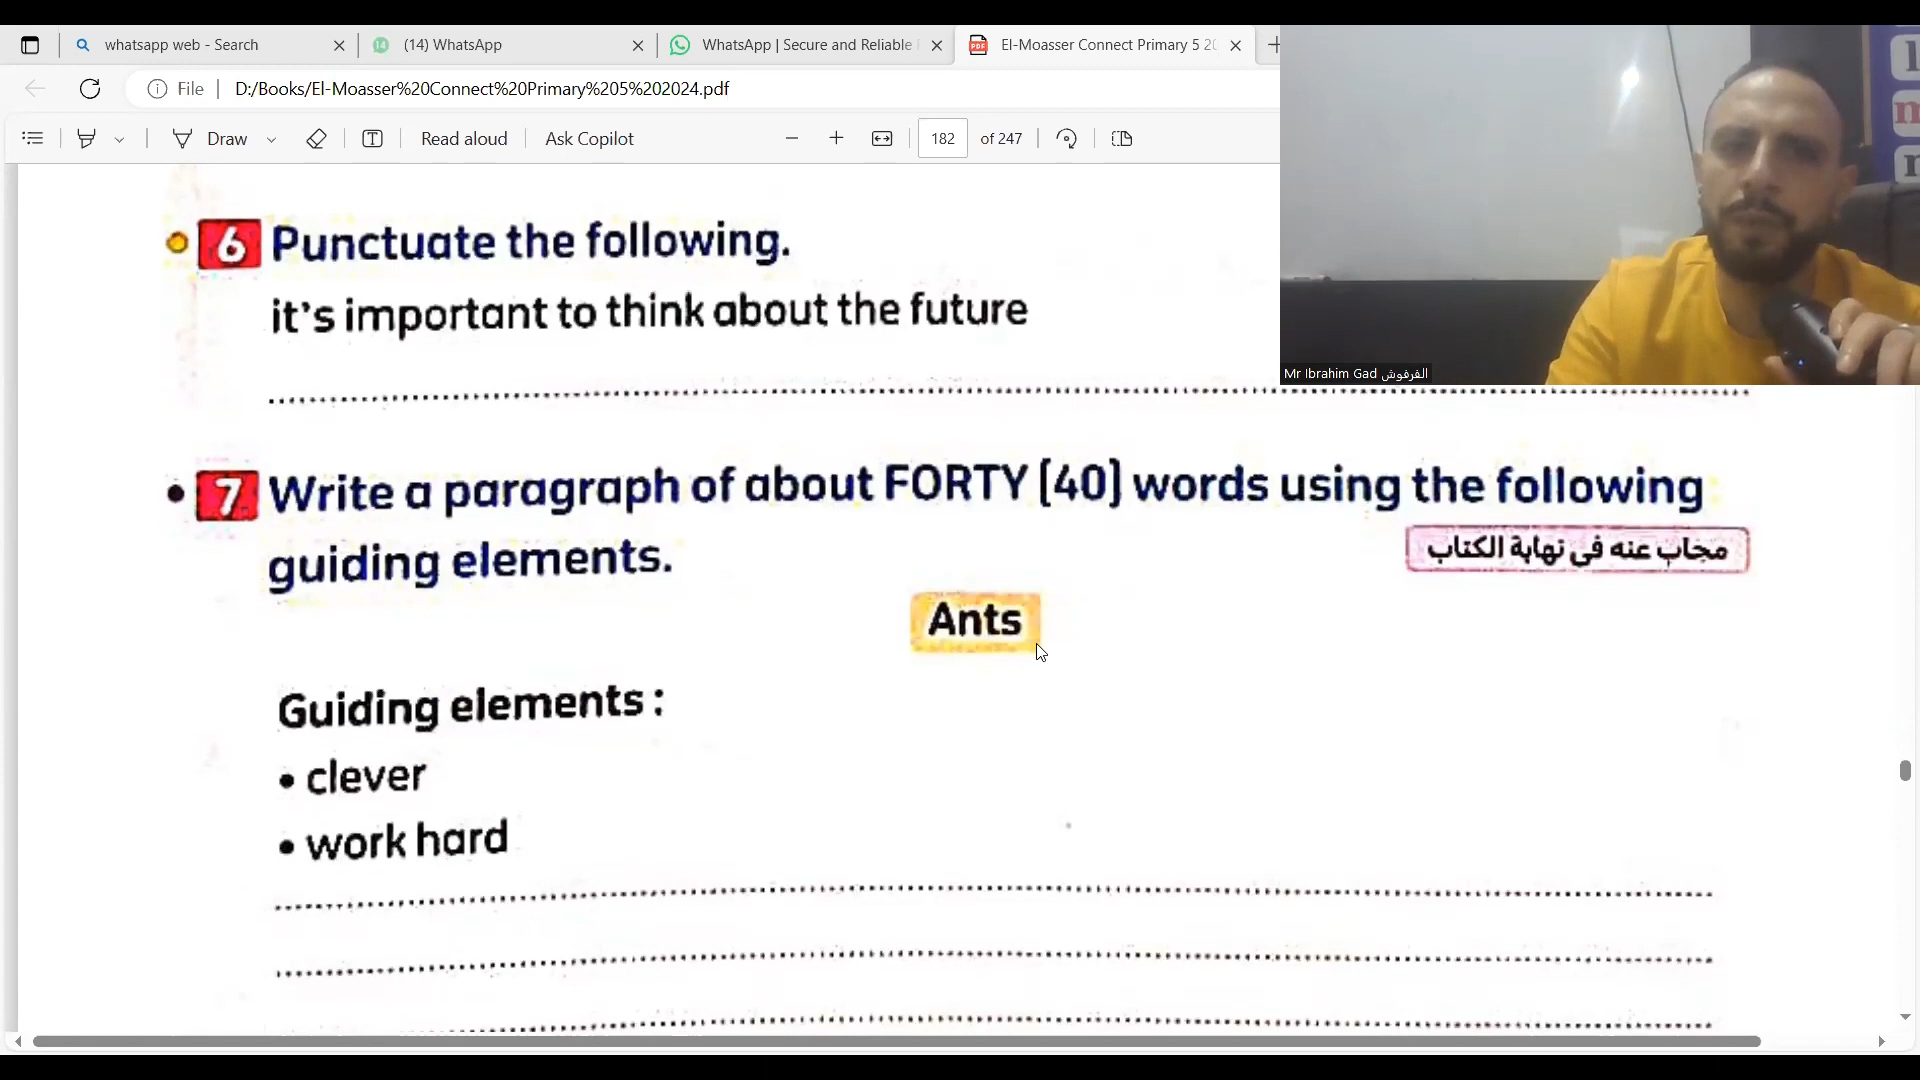 whatsapp web - Search
(14) WhatsApp
WhatsApp | Secure and Reliable
El-Moasser Connect Primary 5 20
File
D:/Books/El-Moasser%20Connect%20Primary%205%202024.pdf
Draw
Read aloud
Ask Copilot
182 of 247
Mr Ibrahim Gad الفرفوش
6 Punctuate the following.
it's important to think about the future
7 Write a paragraph of about FORTY (40) words using the following
guiding elements.
مجاب عنه فى نهاية الكتاب
Ants
Guiding elements :
• clever
• work hard